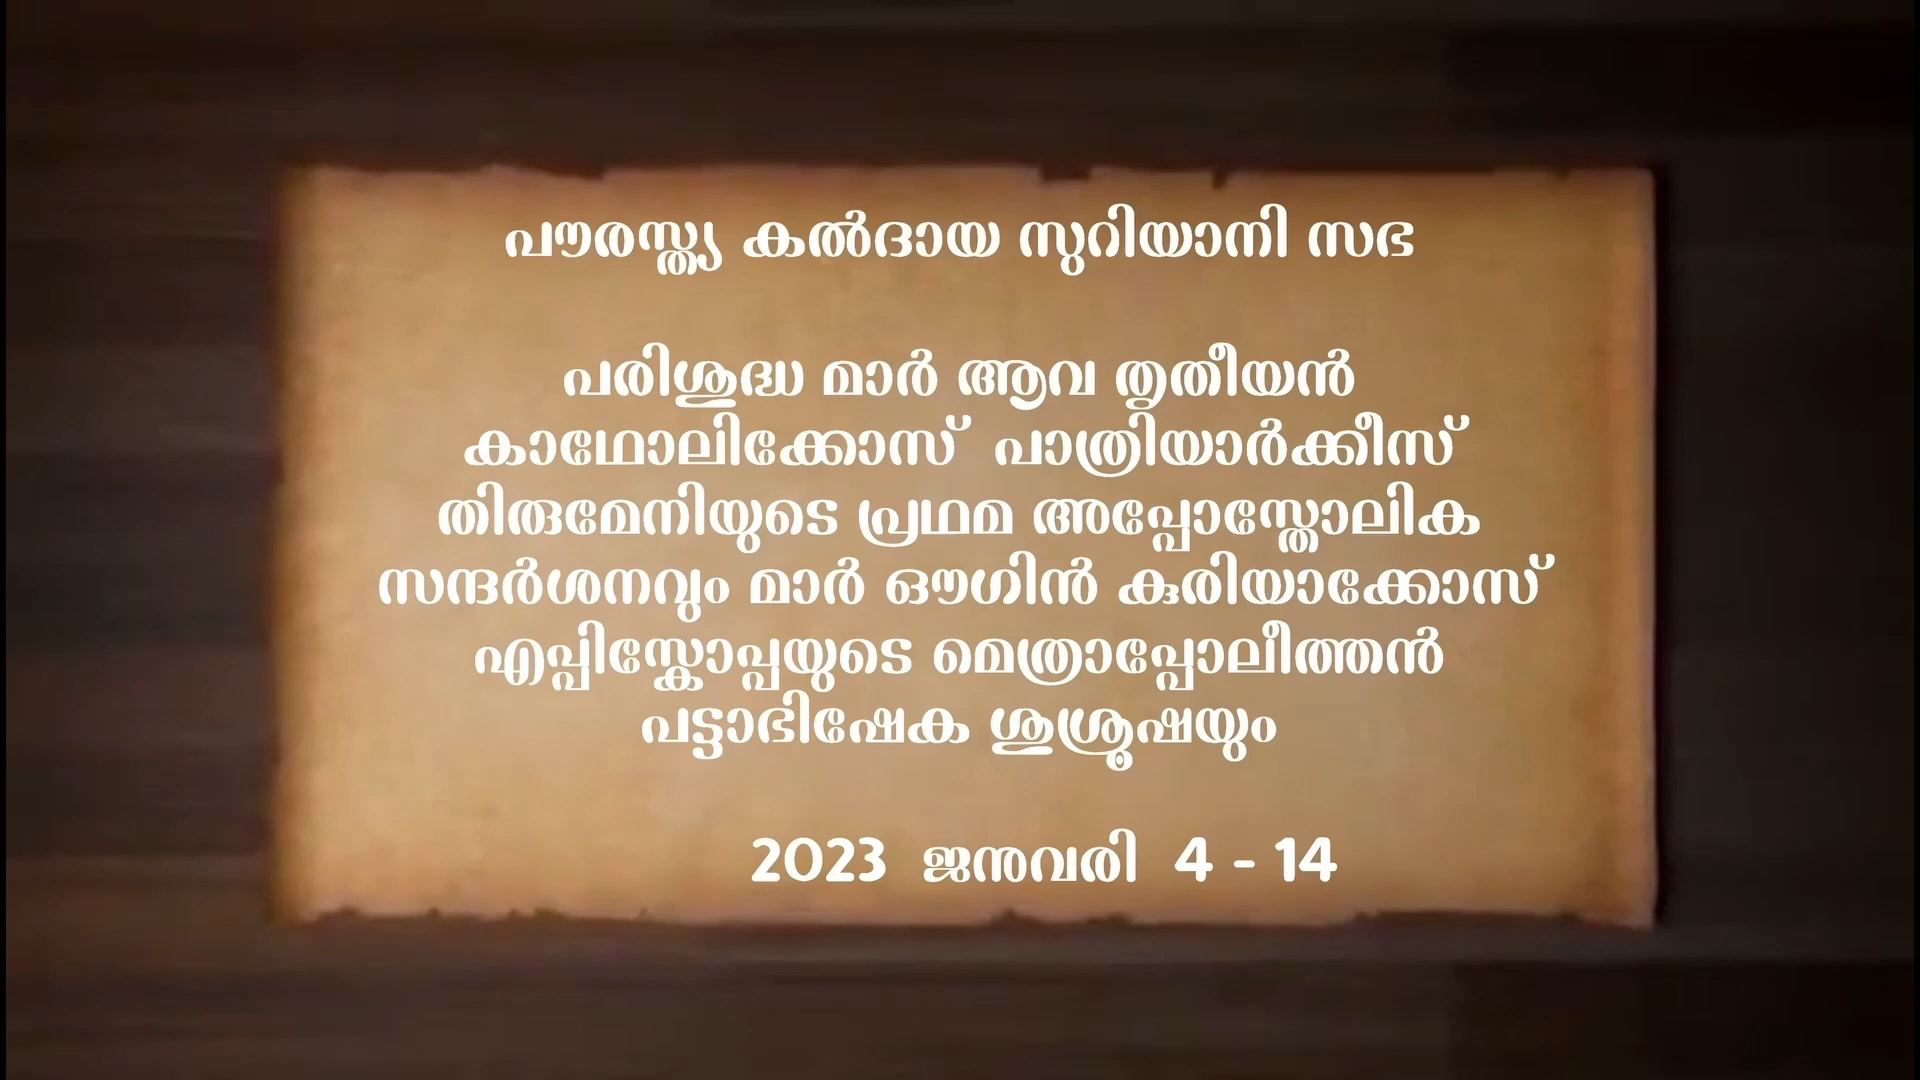 പൗരസ്ത്യ കൽദായ സുറിയാനി സഭ
പരിശുദ്ധ മാർ ആവ തൃതീയൻ
കാഥോലിക്കോസ് പാത്രിയാർക്കീസ്
തിരുമേനിയുടെ പ്രഥമ അപ്പോസ്തോലിക
സന്ദർശനവും മാർ ഔഗിൻ കുരിയാക്കോസ്
എപ്പിസ്കോപ്പയുടെ മെത്രാപ്പോലീത്തൻ
പട്ടാഭിഷേക ശുശ്രൂഷയും
2023 ജനുവരി 4 - 14